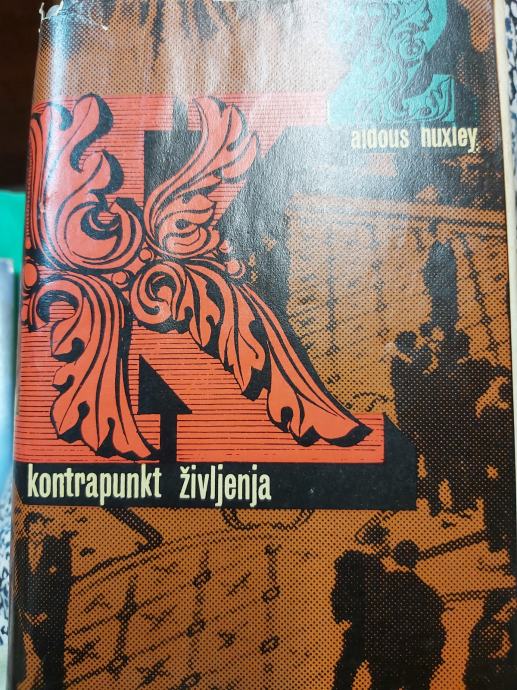 aldous huxley
K
kontrapunkt življenja